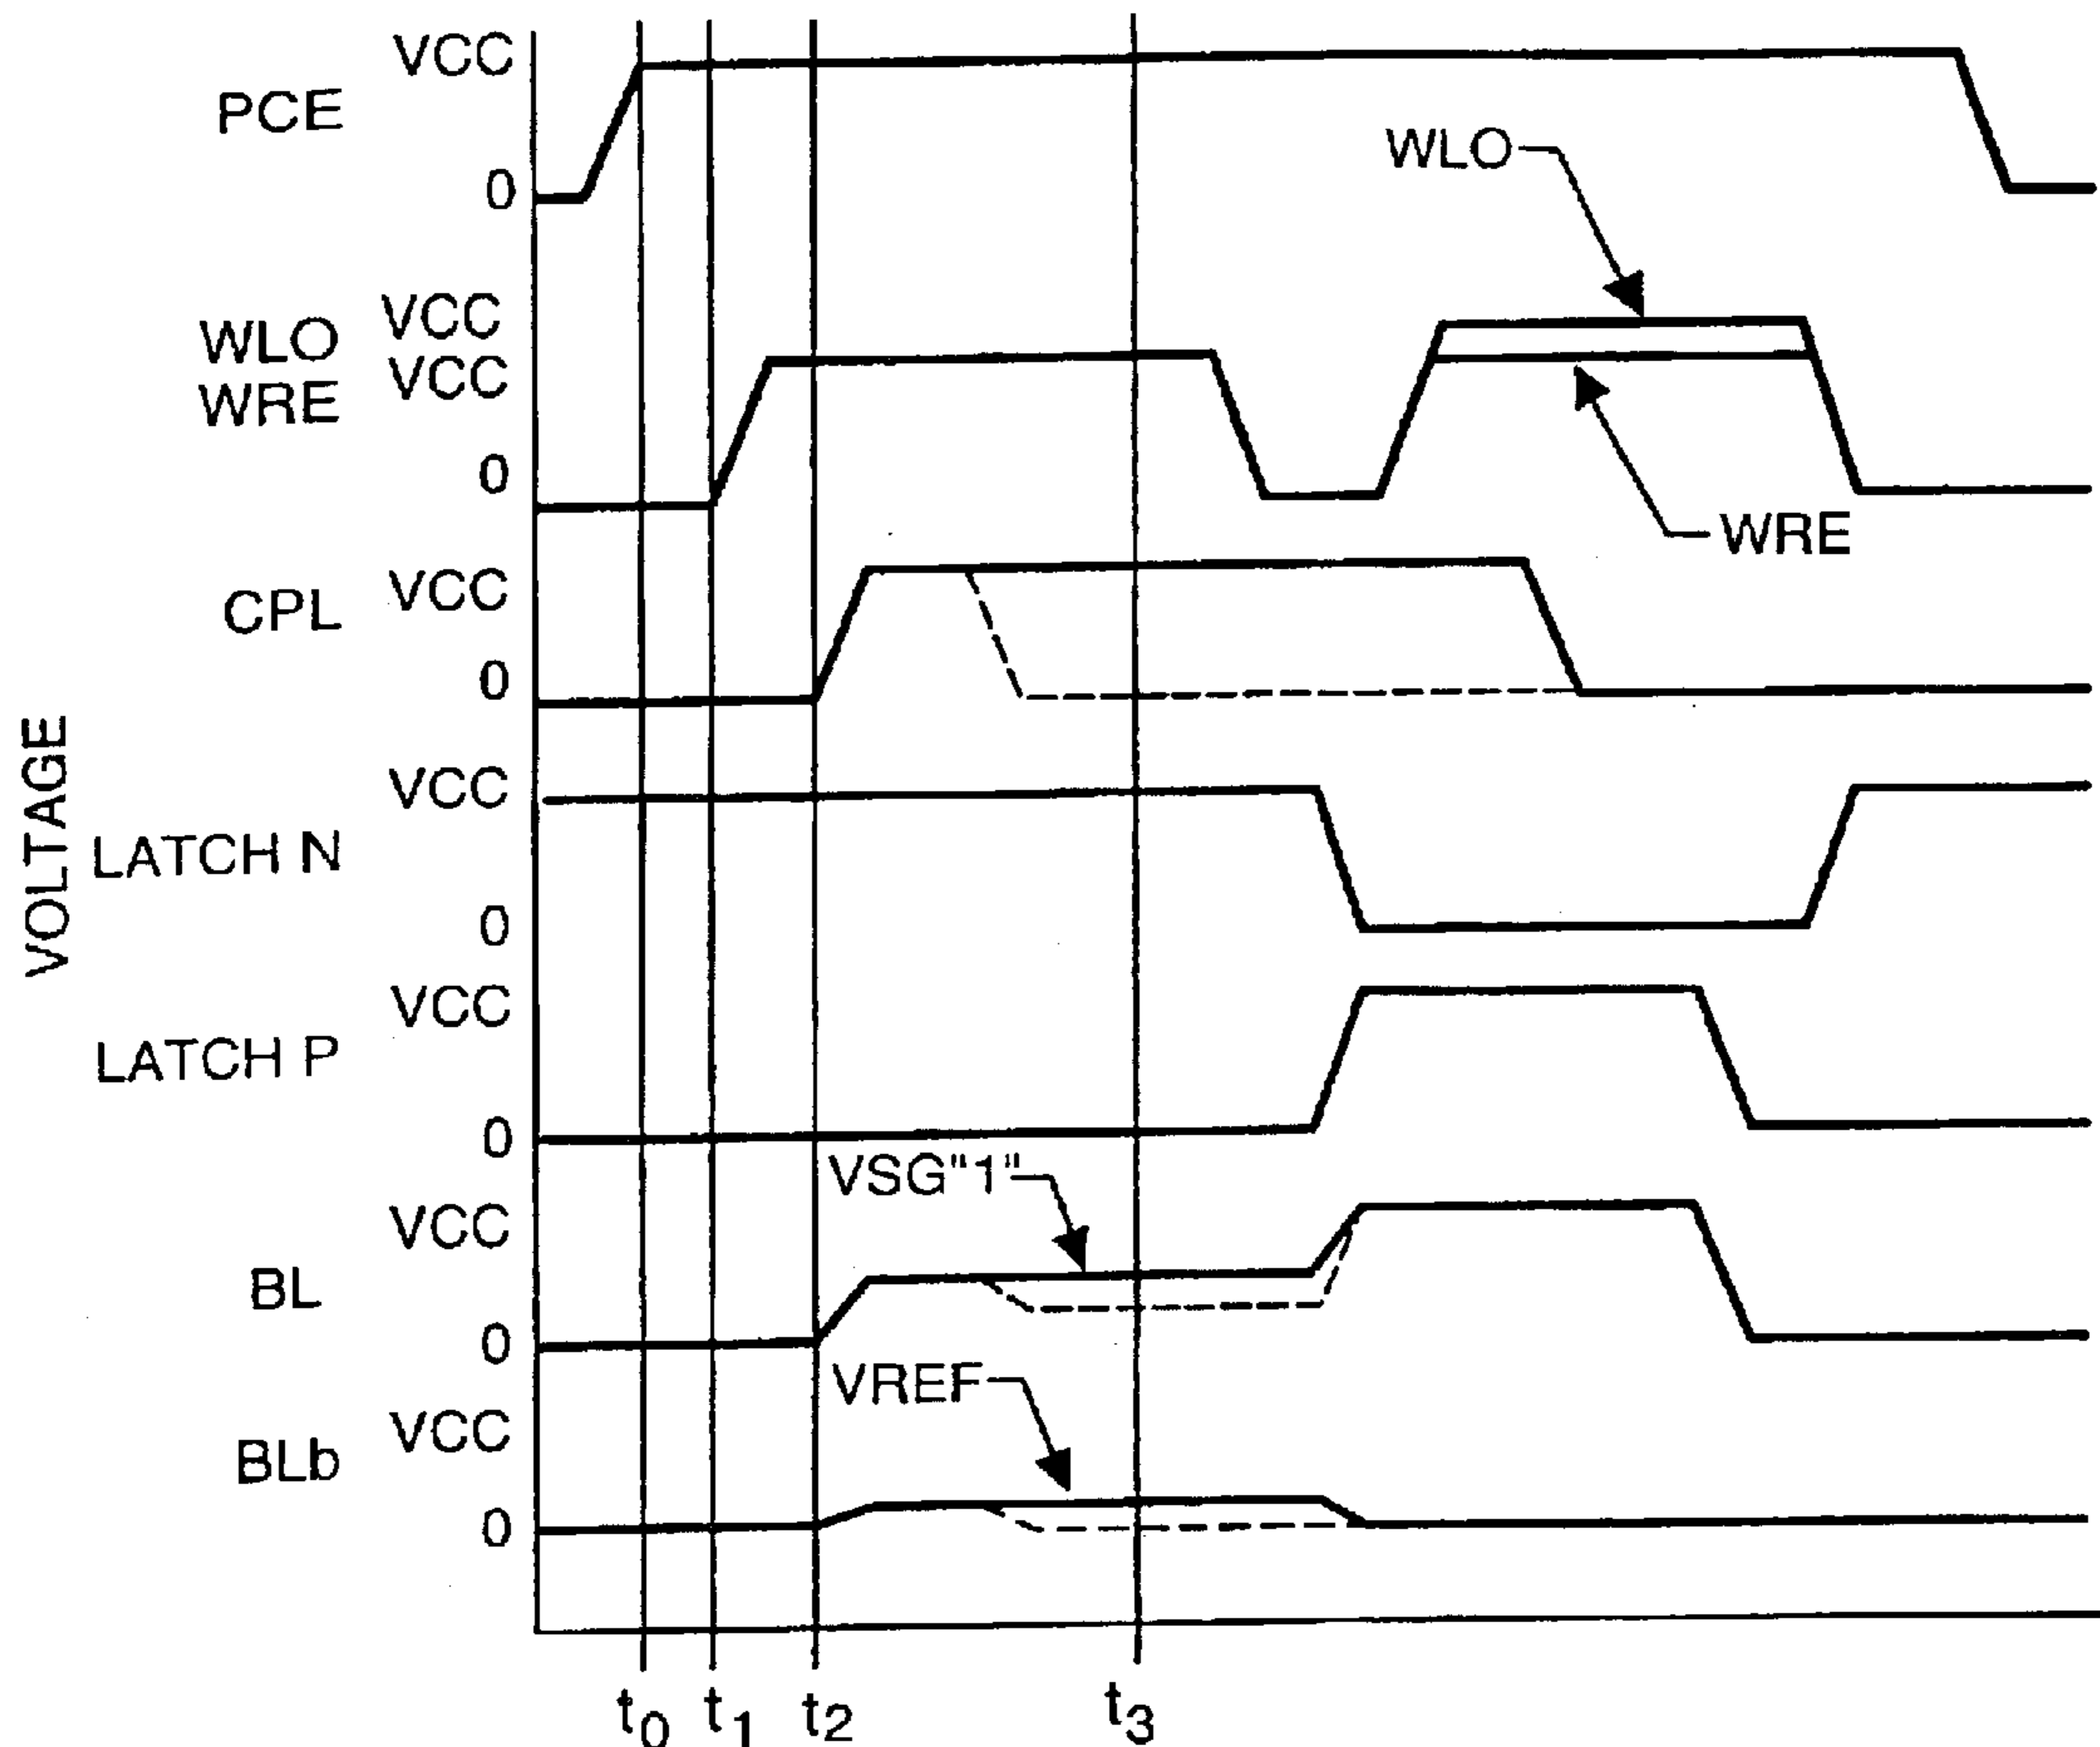 VOLTAGE
VCC
PCE
0
WLO
WLO VCC
WRE VCC
0
WRE
CPL VCC
0
VCC
LATCH N
0
VCC
LATCH P
0
VSG"1"
VCC
BL
0
VREF
VCC
BLb
0
t0 t1 t2 t3